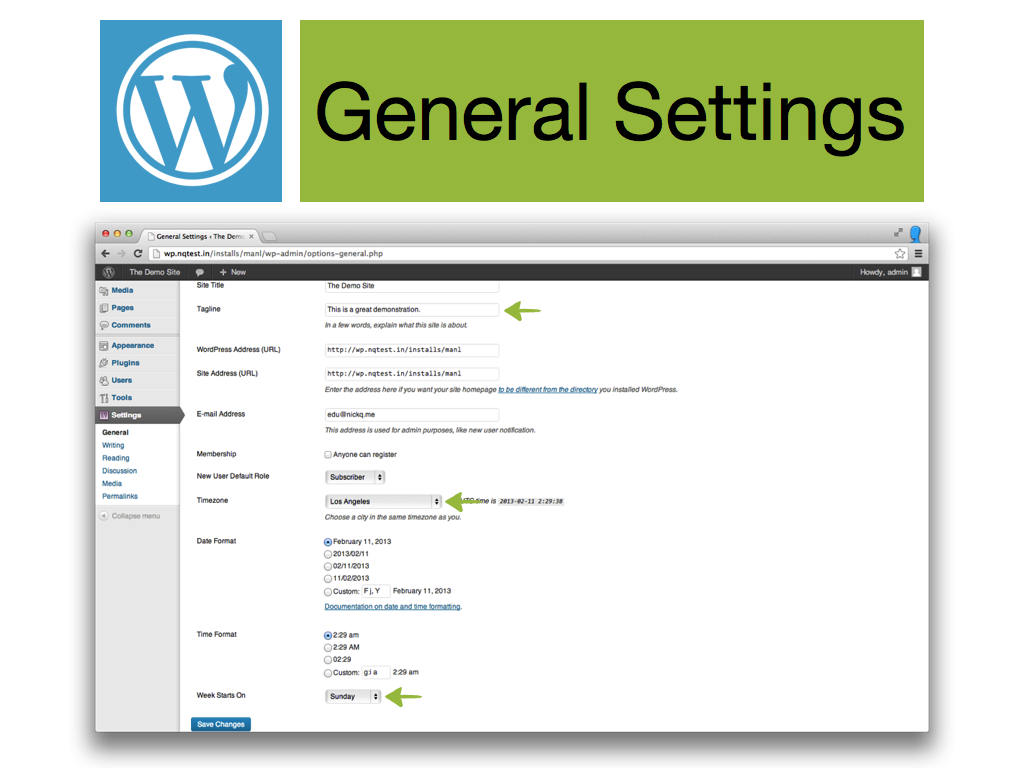 General Settings
General Settings ‹ The Demo
wp.nqtest.in/installs/manl/wp-admin/options-general.php
The Demo Site + New Howdy, admin
Media
Pages
Comments
Appearance
Plugins
Users
Tools
Settings
General
Writing
Reading
Discussion
Media
Permalinks
Collapse menu
Site Title The Demo Site
Tagline This is a great demonstration.
In a few words, explain what this site is about.
WordPress Address (URL) http://wp.nqtest.in/installs/manl
Site Address (URL) http://wp.nqtest.in/installs/manl
Enter the address here if you want your site homepage to be different from the directory you installed WordPress.
E-mail Address edu@nickq.me
This address is used for admin purposes, like new user notification.
Membership Anyone can register
New User Default Role Subscriber
Timezone Los Angeles time is 2013-02-11 2:29:38
Choose a city in the same timezone as you.
Date Format February 11, 2013
2013/02/11
02/11/2013
11/02/2013
Custom: F j, Y February 11, 2013
Documentation on date and time formatting.
Time Format 2:29 am
2:29 AM
02:29
Custom: g:i a 2:29 am
Week Starts On Sunday
Save Changes